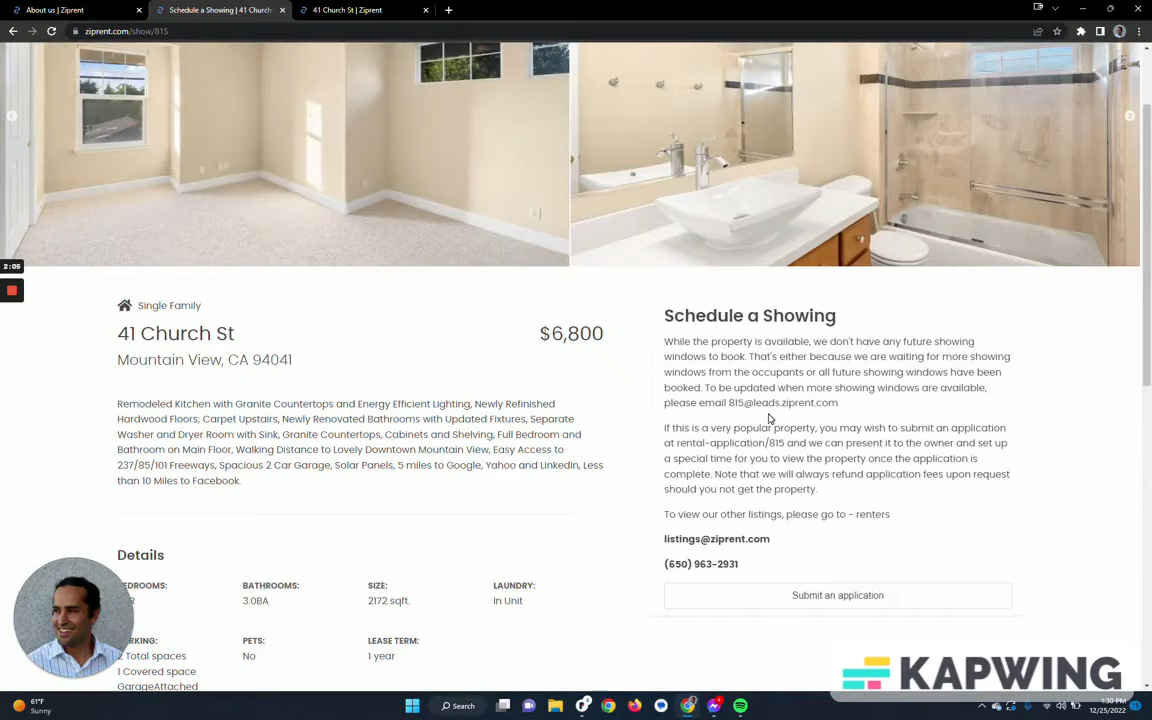 About us | Ziprent
Schedule a Showing | 41 Church
41 Church St | Ziprent
ziprent.com/show/815
2:05
Single Family
41 Church St
$6,800
Mountain View, CA 94041
Remodeled Kitchen with Granite Countertops and Energy Efficient Lighting, Newly Refinished
Hardwood Floors; Carpet Upstairs, Newly Renovated Bathrooms with Updated Fixtures, Separate
Washer and Dryer Room with Sink, Granite Countertops, Cabinets and Shelving, Full Bedroom and
Bathroom on Main Floor, Walking Distance to Lovely Downtown Mountain View, Easy Access to
237/85/101 Freeways, Spacious 2 Car Garage, Solar Panels, 5 miles to Google, Yahoo and LinkedIn, Less
than 10 Miles to Facebook.
Schedule a Showing
While the property is available, we don't have any future showing
windows to book. That's either because we are waiting for more showing
windows from the occupants or all future showing windows have been
booked. To be updated when more showing windows are available,
please email 815@leads.ziprent.com
If this is a very popular property, you may wish to submit an application
at rental-application/815 and we can present it to the owner and set up
a special time for you to view the property once the application is
complete. Note that we will always refund application fees upon request
should you not get the property.
To view our other listings, please go to - renters
listings@ziprent.com
(650) 963-2931
Submit an application
Details
BATHROOMS:
SIZE:
LAUNDRY:
3.0BA
2172 sqft.
In Unit
PETS:
LEASE TERM:
Total spaces
No
1 year
1 Covered space
GarageAttached
KAPWING
61°F
Sunny
Search
1:30 PM
12/25/2022